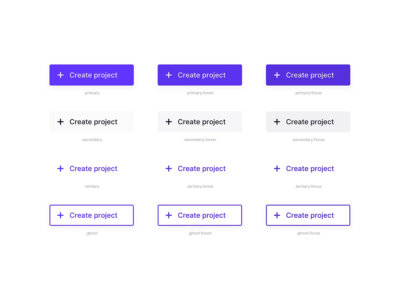 + Create project
+ Create project
+ Create project
primary
primary:hover
primary:focus
+ Create project
+ Create project
+ Create project
secondary
secondary:hover
secondary:focus
+ Create project
+ Create project
+ Create project
tertiary
tertiary:hover
tertiary:focus
+ Create project
+ Create project
+ Create project
ghost
ghost:hover
ghost:focus